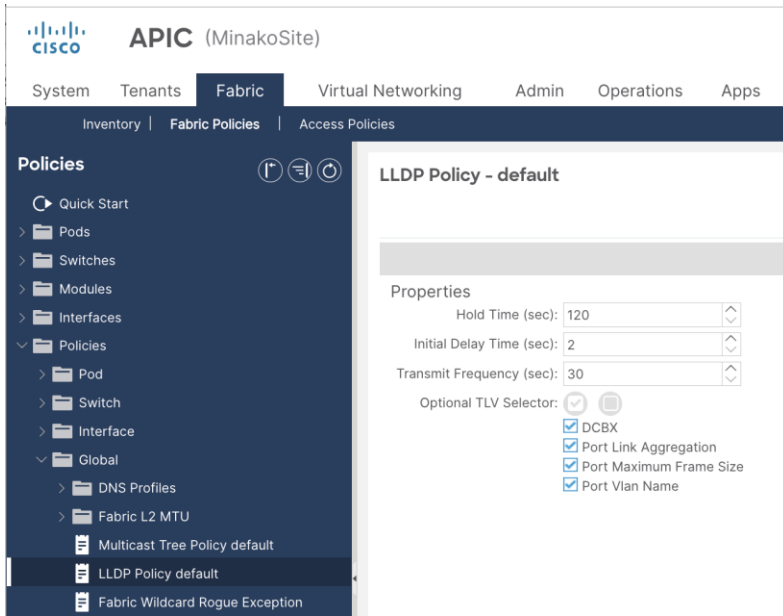 CISCO
APIC (MinakoSite)
System Tenants Fabric Virtual Networking Admin Operations Apps
Inventory | Fabric Policies | Access Policies
Policies
Quick Start
Pods
Switches
Modules
Interfaces
Policies
Pod
Switch
Interface
Global
DNS Profiles
Fabric L2 MTU
Multicast Tree Policy default
LLDP Policy default
Fabric Wildcard Rogue Exception
LLDP Policy - default
Properties
Hold Time (sec): 120
Initial Delay Time (sec): 2
Transmit Frequency (sec): 30
Optional TLV Selector:
DCBX
Port Link Aggregation
Port Maximum Frame Size
Port Vlan Name